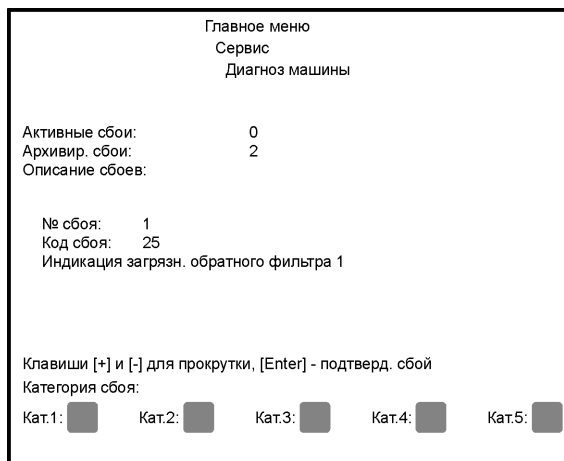 Главное меню
Сервис
Диагноз машины
Активные сбои: 0
Архивир. сбои: 2
Описание сбоев:
№ сбоя: 1
Код сбоя: 25
Индикация загрязн. обратного фильтра 1
Клавиши [+] и [-] для прокрутки, [Enter] - подтверд. сбой
Категория сбоя:
Кат.1: Кат.2: Кат.3: Кат.4: Кат.5: